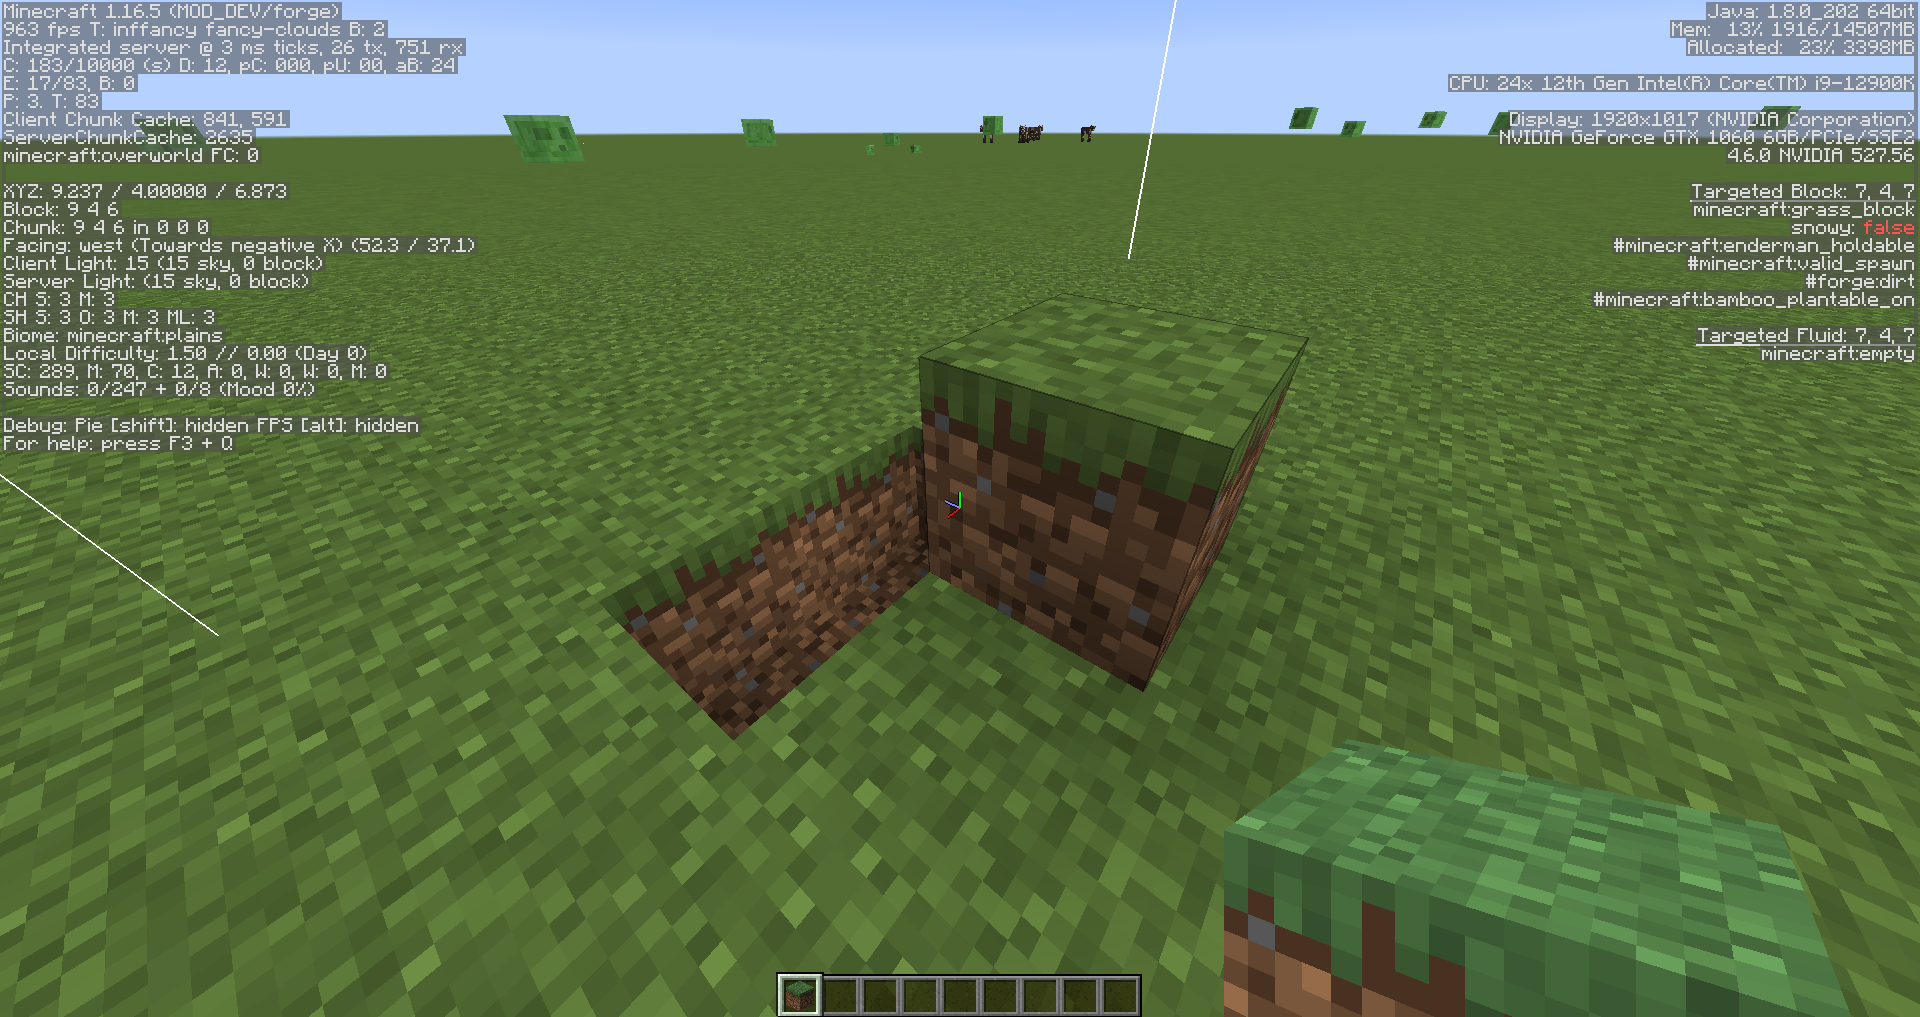 Minecraft 1.16.5 (MOD_DEV/forge)
963 fps T: inffancy fancy-clouds B: 2
Integrated server @ 3 ms ticks, 26 tx, 751 rx
C: 183/10000 (s) D: 12, pC: 000, pU: 00, aB: 24
E: 17/83, B: 0
P: 3. T: 83
Client Chunk Cache: 841, 591
ServerChunkCache: 2635
minecraft:overworld FC: 0
XYZ: 9.237 / 4.00000 / 6.873
Block: 9 4 6
Chunk: 9 4 6 in 0 0 0
Facing: west (Towards negative X) (52.3 / 37.1)
Client Light: 15 (15 sky, 0 block)
Server Light: (15 sky, 0 block)
CH S: 3 M: 3
SH S: 3 O: 3 M: 3 ML: 3
Biome: minecraft:plains
Local Difficulty: 1.50 // 0.00 (Day 0)
SC: 289, M: 70, C: 12, A: 0, W: 0, W: 0, M: 0
Sounds: 0/247 + 0/8 (Mood 0%)
Debug: Pie [shift]: hidden FPS [alt]: hidden
For help: press F3 + Q
Java: 1.8.0_202 64bit
Mem: 13% 1916/14507MB
Allocated: 23% 3398MB
CPU: 24x 12th Gen Intel(R) Core(TM) i9-12900K
Display: 1920x1017 (NVIDIA Corporation)
NVIDIA GeForce GTX 1060 6GB/PCIe/SSE2
4.6.0 NVIDIA 527.56
Targeted Block: 7, 4, 7
minecraft:grass_block
snowy: false
#minecraft:enderman_holdable
#minecraft:valid_spawn
#forge:dirt
#minecraft:bamboo_plantable_on
Targeted Fluid: 7, 4, 7
minecraft:empty